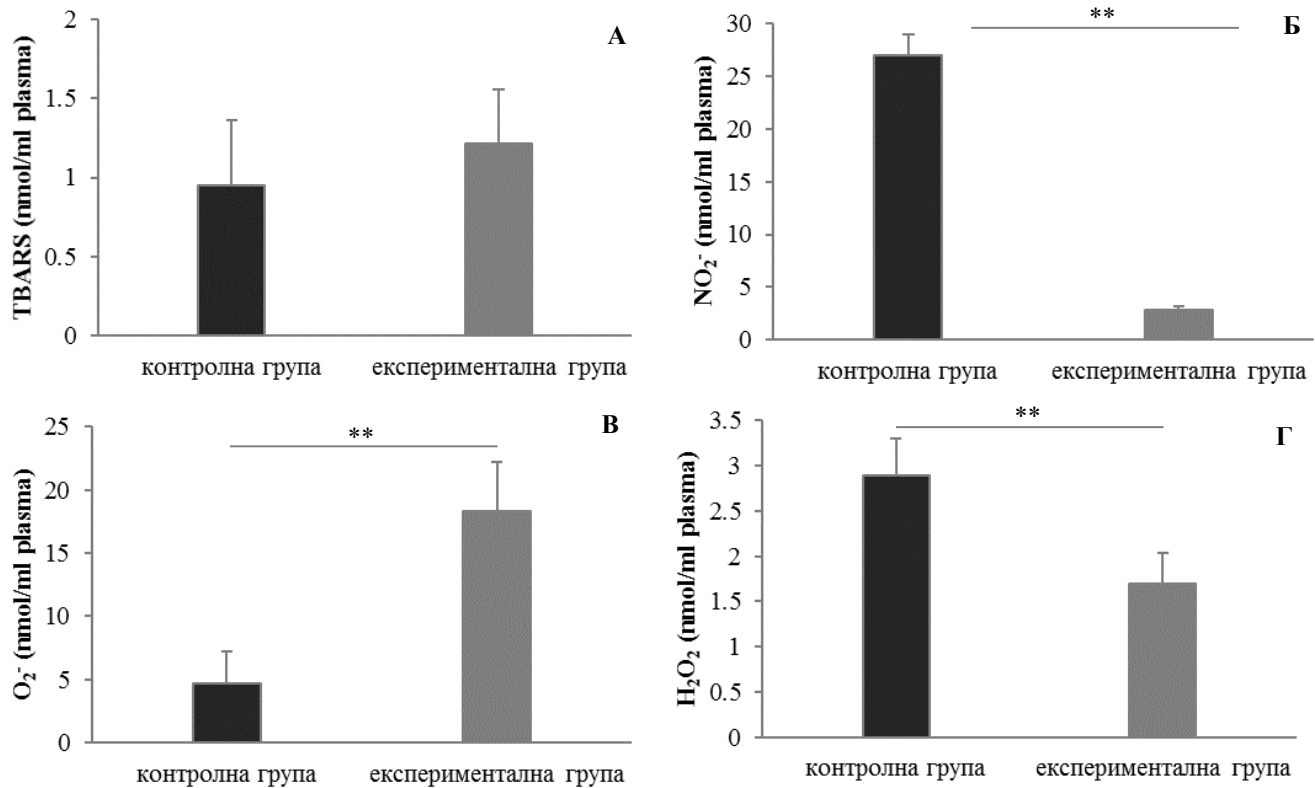 А
TBARS (nmol/ml plasma)
2
1.5
1
0.5
0
контролна група
експериментална група
Б
**
NO₂⁻ (nmol/ml plasma)
30
25
20
15
10
5
0
контролна група
експериментална група
В
**
O₂⁻ (nmol/ml plasma)
25
20
15
10
5
0
контролна група
експериментална група
Г
**
H₂O₂ (nmol/ml plasma)
3.5
3
2.5
2
1.5
1
0.5
0
контролна група
експериментална група